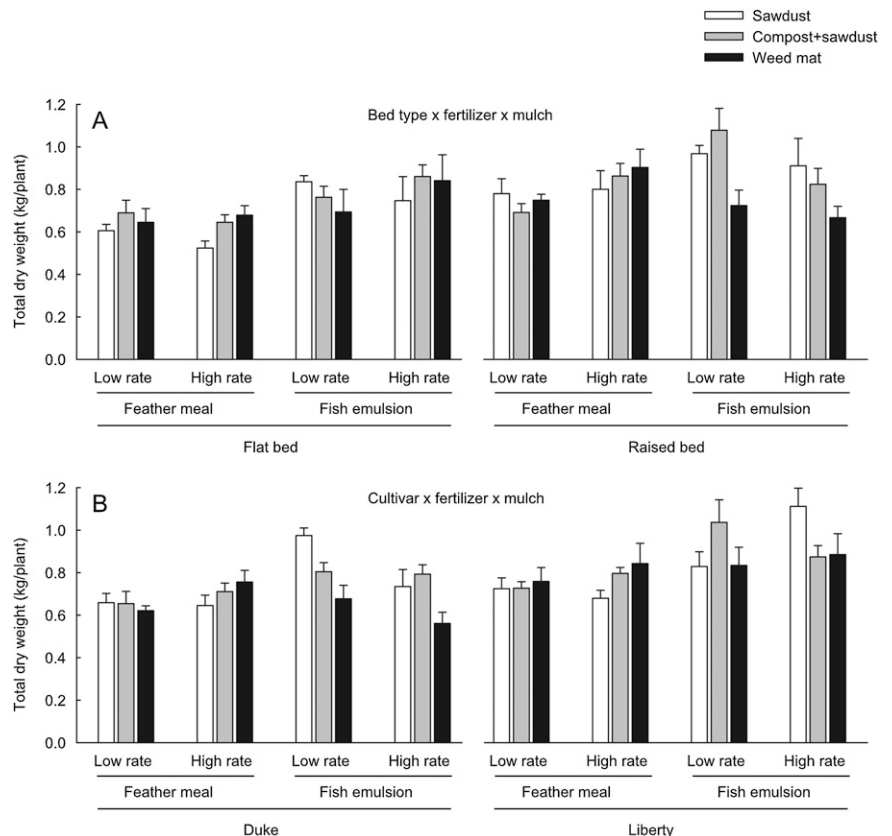 Sawdust
Compost+sawdust
Weed mat
A
Bed type x fertilizer x mulch
Total dry weight (kg/plant)
1.2
1.0
0.8
0.6
0.4
0.2
0.0
Low rate High rate Low rate High rate Low rate High rate Low rate High rate
Feather meal Fish emulsion Feather meal Fish emulsion
Flat bed Raised bed
B
Cultivar x fertilizer x mulch
Total dry weight (kg/plant)
1.2
1.0
0.8
0.6
0.4
0.2
0.0
Low rate High rate Low rate High rate Low rate High rate Low rate High rate
Feather meal Fish emulsion Feather meal Fish emulsion
Duke Liberty